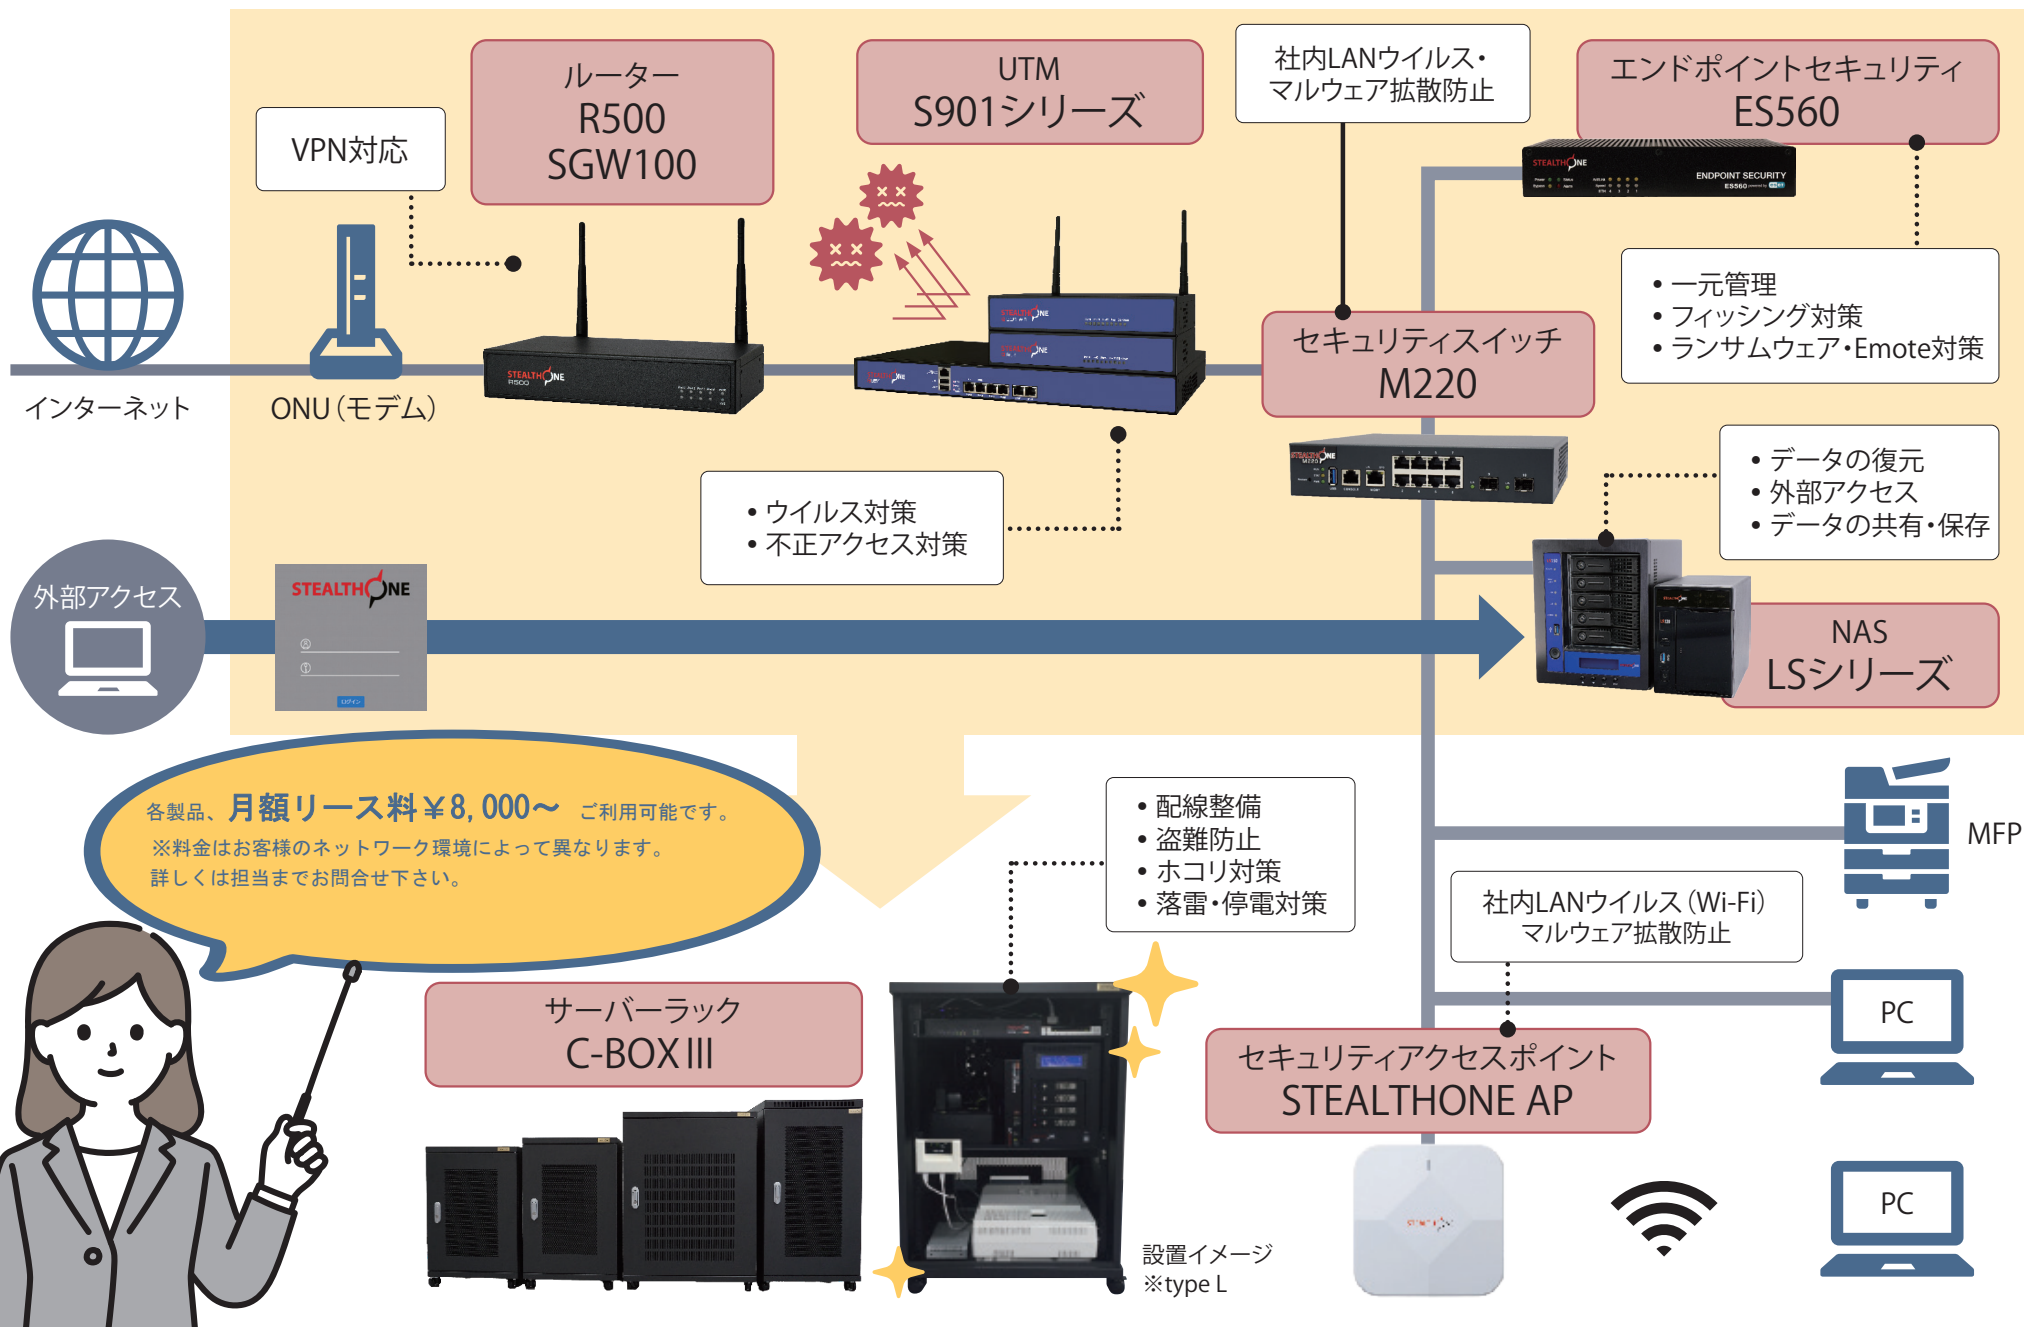 ルーター
R500
SGW100
UTM
S901シリーズ
社内LANウイルス・
マルウェア拡散防止
エンドポイントセキュリティ
ES560
VPN対応
STEALTHONE
ENDPOINT SECURITY
ES560
・一元管理
・フィッシング対策
・ランサムウェア・Emote対策
インターネット
ONU（モデム）
STEALTHONE
R500
セキュリティスイッチ
M220
STEALTHONE
M220
・ウイルス対策
・不正アクセス対策
・データの復元
・外部アクセス
・データの共有・保存
外部アクセス
STEALTHONE
ログイン
NAS
LSシリーズ
各製品、月額リース料￥8,000～ ご利用可能です。
※料金はお客様のネットワーク環境によって異なります。
詳しくは担当までお問合せ下さい。
・配線整備
・盗難防止
・ホコリ対策
・落雷・停電対策
MFP
社内LANウイルス（Wi-Fi）
マルウェア拡散防止
サーバーラック
C-BOXⅢ
PC
セキュリティアクセスポイント
STEALTHONE AP
PC
設置イメージ
※type L